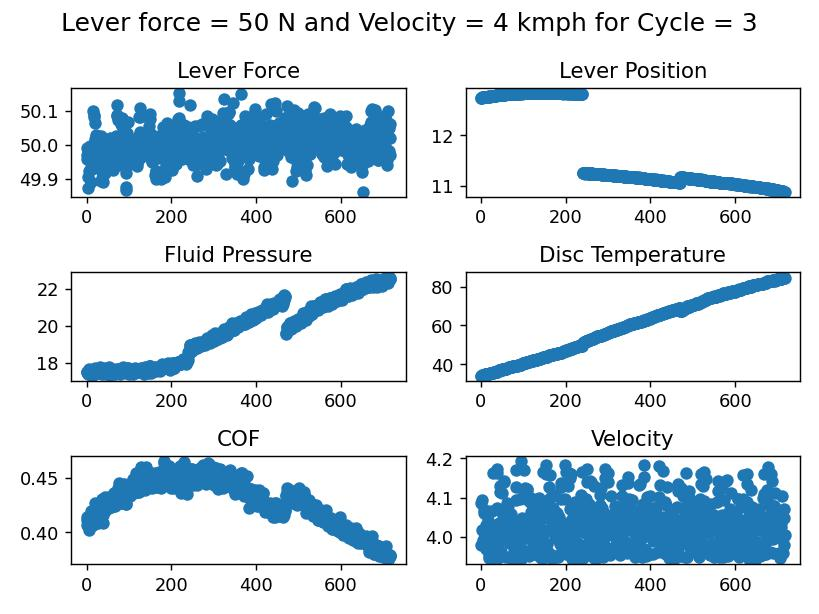 Lever force = 50 N and Velocity = 4 kmph for Cycle = 3
Lever Force
Lever Position
50.1
50.0
49.9
0 200 400 600
12
11
0 200 400 600
Fluid Pressure
Disc Temperature
22
20
18
0 200 400 600
80
60
40
0 200 400 600
COF
Velocity
0.45
0.40
0 200 400 600
4.2
4.1
4.0
0 200 400 600